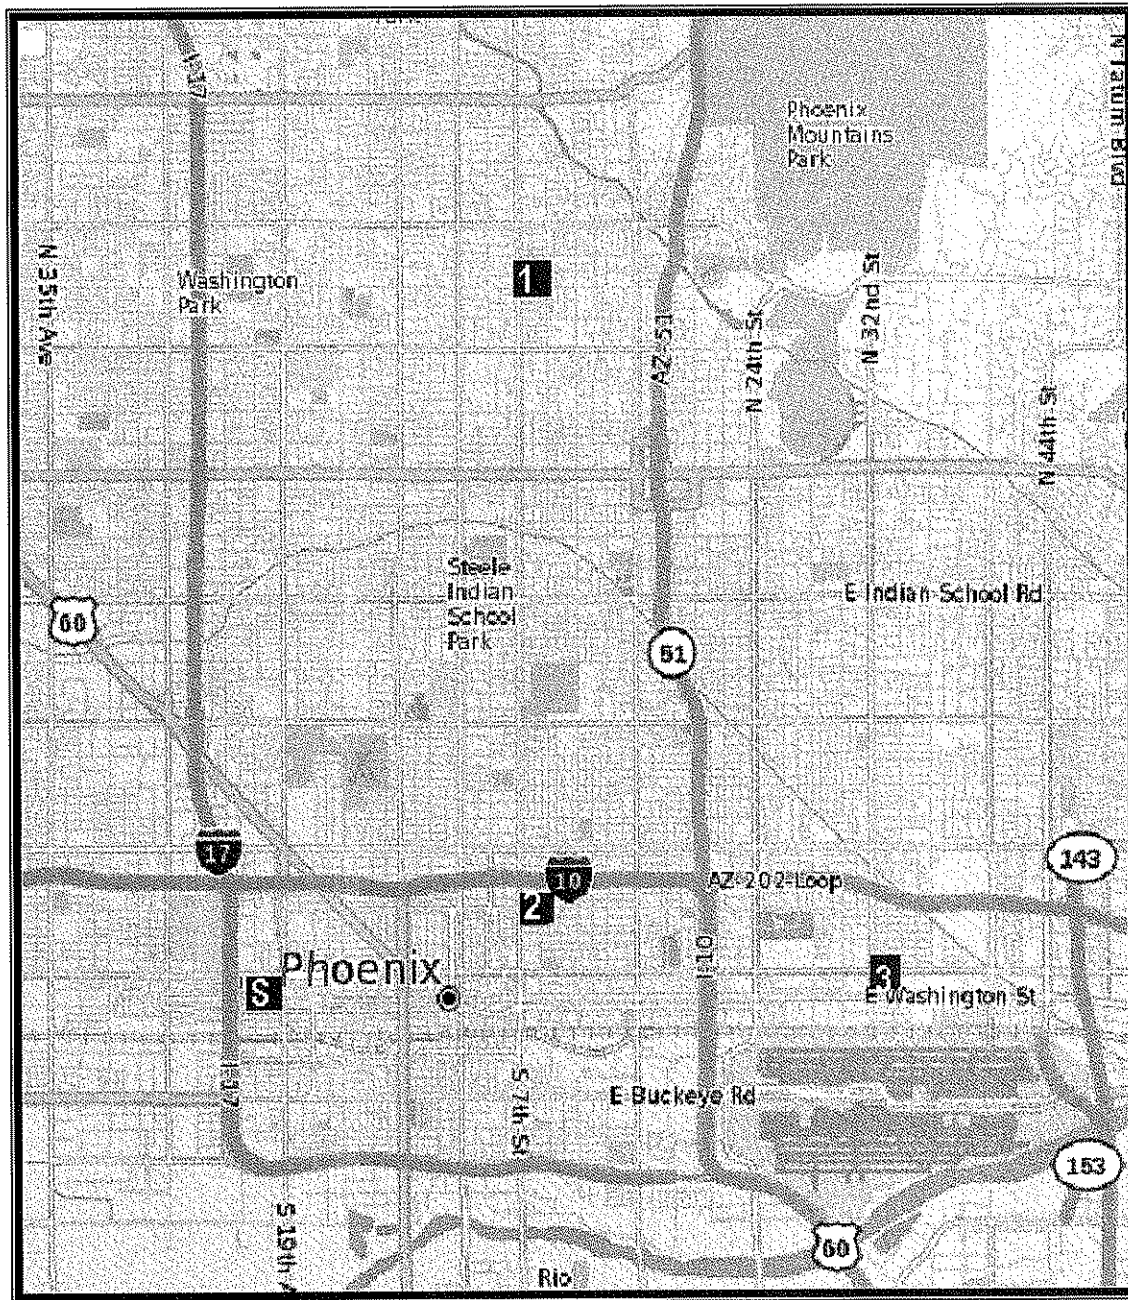 I-17
Phoenix
Mountains
Park
N Tatum Blvd
N 35th Ave
Washington
Park
1
AZ-51
N 24th St
N 32nd St
N 44th St
Steele
Indian
School
Park
E Indian School Rd
60
51
17
10
AZ-202-Loop
143
2
S
Phoenix
I-10
3
E Washington St
I-17
S 7th St
E Buckeye Rd
153
S 19th A
60
Rio